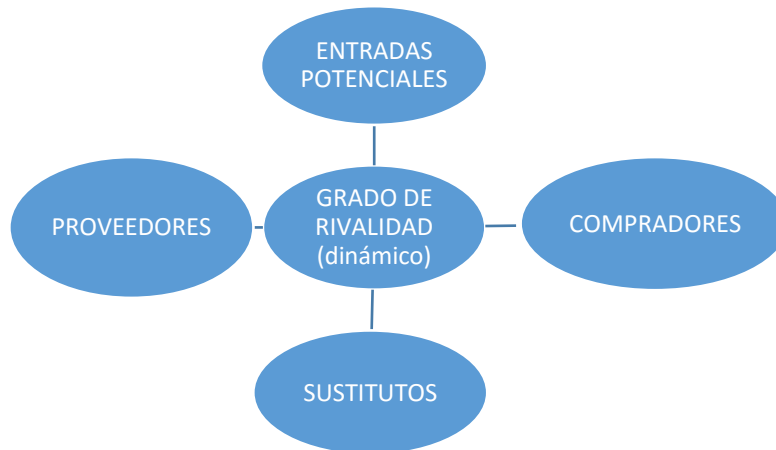 ENTRADAS
POTENCIALES
PROVEEDORES
GRADO DE
RIVALIDAD
(dinámico)
COMPRADORES
SUSTITUTOS